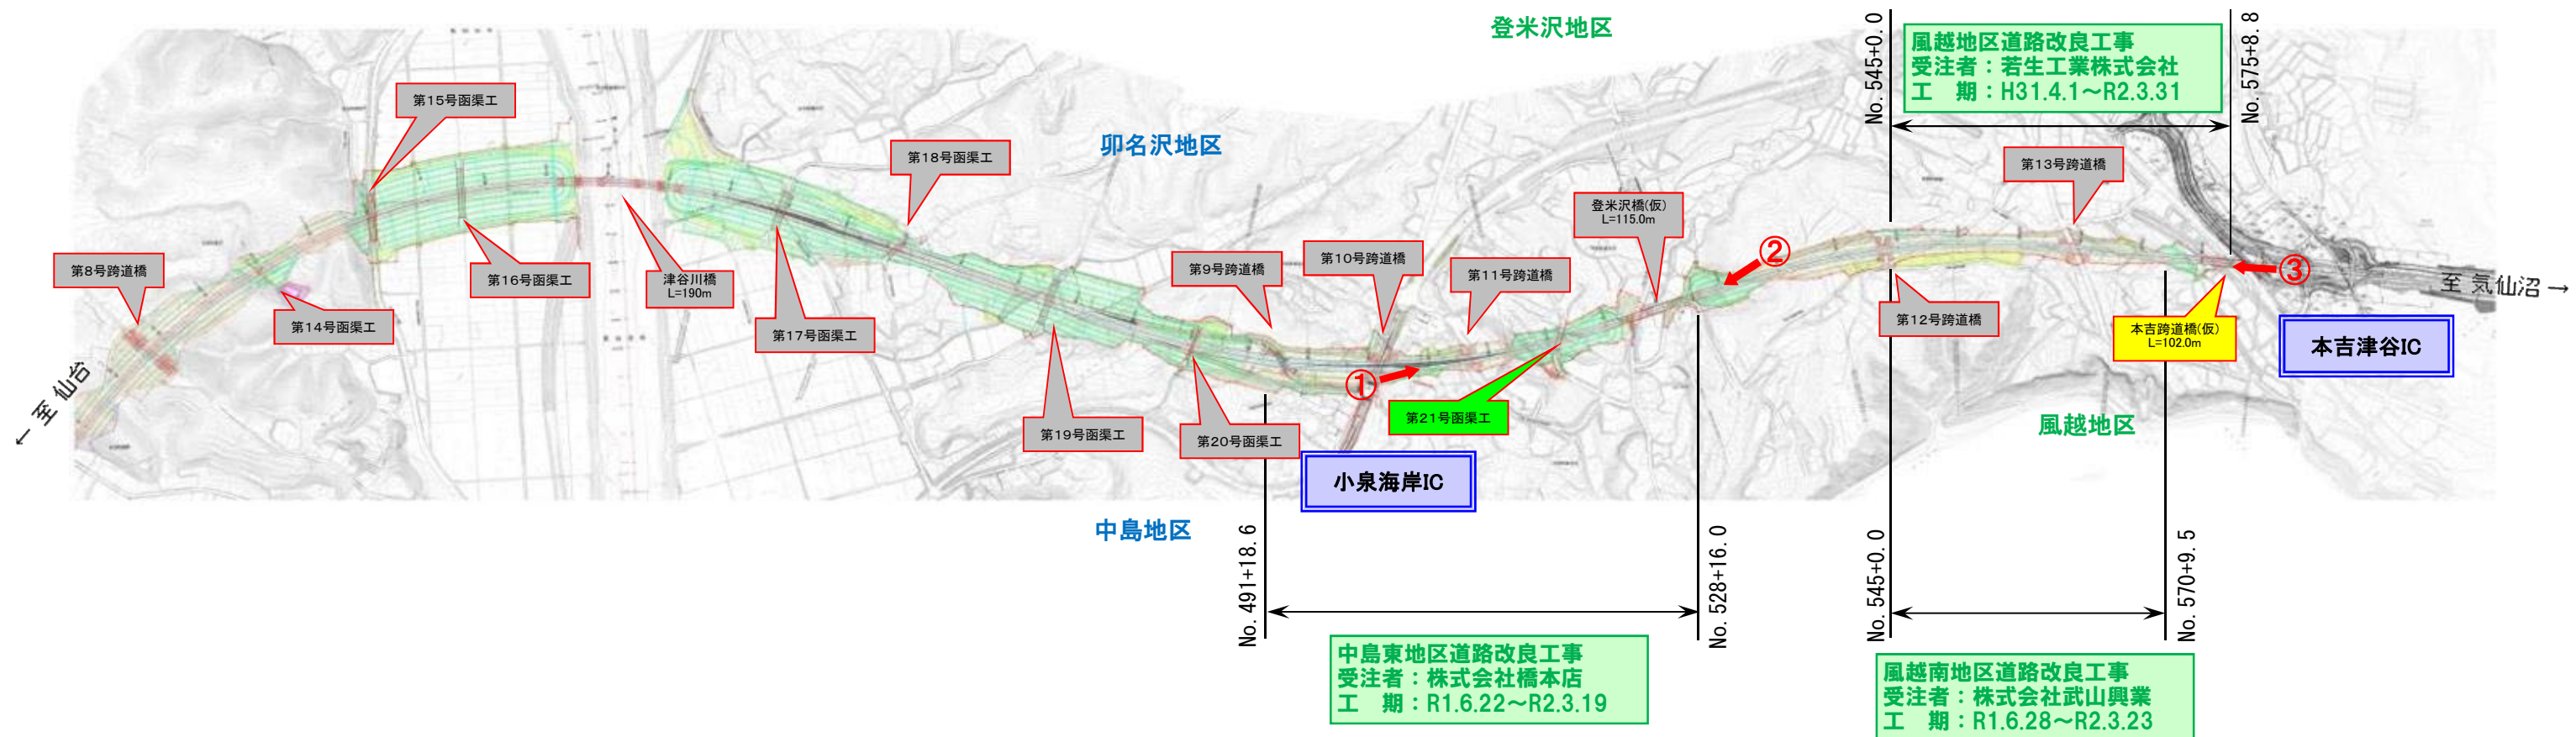 登米沢地区
No. 545+0.0
風越地区道路改良工事
受注者：若生工業株式会社
工　期：H31.4.1～R2.3.31
No. 575+8.8
第15号函渠工
卯名沢地区
第18号函渠工
第13号跨道橋
登米沢橋(仮)
L=115.0m
②
第8号跨道橋
第16号函渠工
津谷川橋
L=190m
第9号跨道橋
第10号跨道橋
第11号跨道橋
③
至 気仙沼 →
第14号函渠工
第17号函渠工
第12号跨道橋
本吉跨道橋(仮)
L=102.0m
本吉津谷IC
← 至 仙台
①
第19号函渠工
第20号函渠工
第21号函渠工
風越地区
小泉海岸IC
中島地区
No. 491+18.6
No. 528+16.0
No. 545+0.0
No. 570+9.5
中島東地区道路改良工事
受注者：株式会社橋本店
工　期：R1.6.22～R2.3.19
風越南地区道路改良工事
受注者：株式会社武山興業
工　期：R1.6.28～R2.3.23